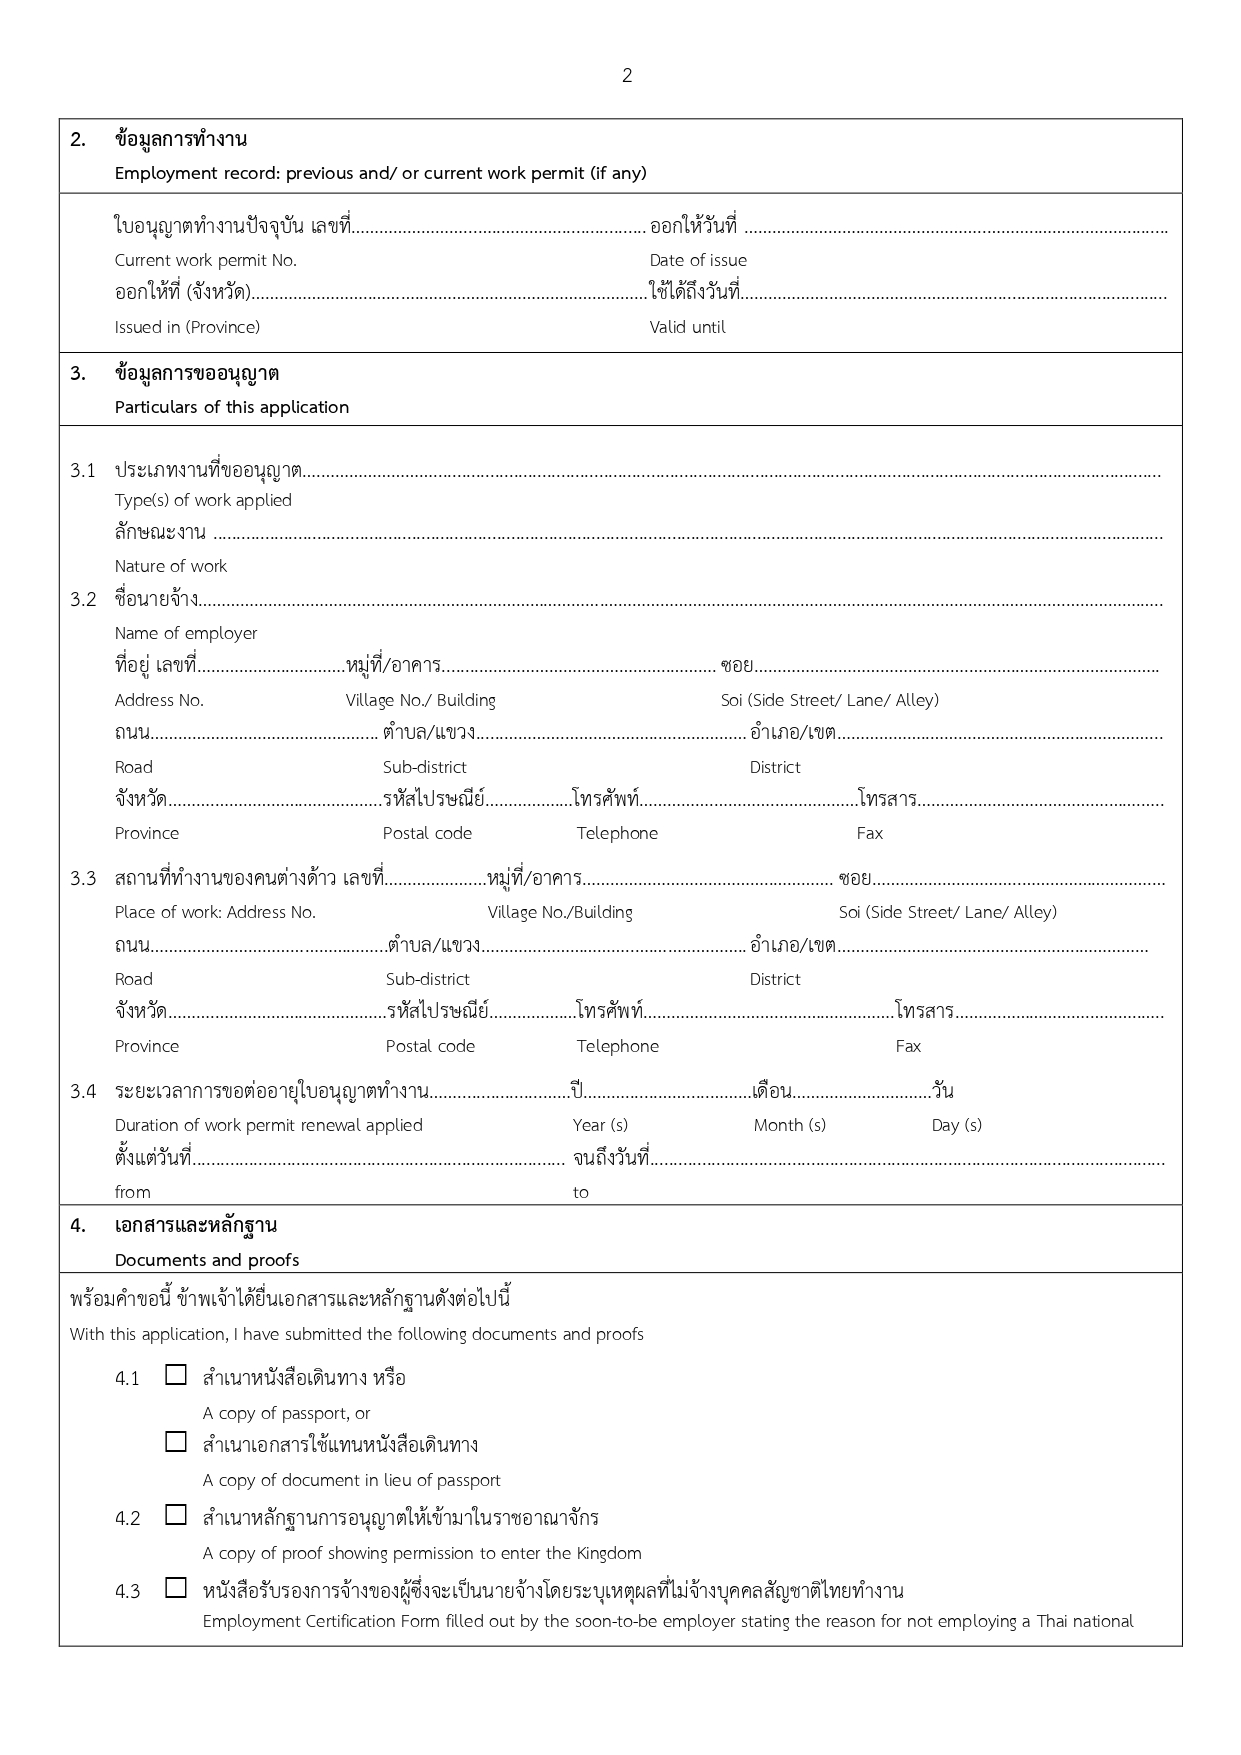 2
2. ข้อมูลการทำงาน
Employment record: previous and/ or current work permit (if any)
ใบอนุญาตทำงานปัจจุบัน เลขที่............................................................... ออกให้วันที่ ..........................................................................................
Current work permit No. Date of issue
ออกให้ที่ (จังหวัด).....................................................................................ใช้ได้ถึงวันที่...........................................................................................
Issued in (Province) Valid until
3. ข้อมูลการขออนุญาต
Particulars of this application
3.1 ประเภทงานที่ขออนุญาต........................................................................................................................................................................................
Type(s) of work applied
ลักษณะงาน ...........................................................................................................................................................................................................
Nature of work
3.2 ชื่อนายจ้าง...............................................................................................................................................................................................................
Name of employer
ที่อยู่ เลขที่................................หมู่ที่/อาคาร........................................................... ซอย.......................................................................................
Address No. Village No./ Building Soi (Side Street/ Lane/ Alley)
ถนน................................................. ตำบล/แขวง.......................................................... อำเภอ/เขต......................................................................
Road Sub-district District
จังหวัด..............................................รหัสไปรษณีย์...................โทรศัพท์...............................................โทรสาร.....................................................
Province Postal code Telephone Fax
3.3 สถานที่ทำงานของคนต่างด้าว เลขที่......................หมู่ที่/อาคาร...................................................... ซอย...............................................................
Place of work: Address No. Village No./Building Soi (Side Street/ Lane/ Alley)
ถนน...................................................ตำบล/แขวง......................................................... อำเภอ/เขต...................................................................
Road Sub-district District
จังหวัด...............................................รหัสไปรษณีย์...................โทรศัพท์......................................................โทรสาร.............................................
Province Postal code Telephone Fax
3.4 ระยะเวลาการขอต่ออายุใบอนุญาตทำงาน..............................ปี....................................เดือน..............................วัน
Duration of work permit renewal applied Year (s) Month (s) Day (s)
ตั้งแต่วันที่................................................................................ จนถึงวันที่..............................................................................................................
from to
4. เอกสารและหลักฐาน
Documents and proofs
พร้อมคำขอนี้ ข้าพเจ้าได้ยื่นเอกสารและหลักฐานดังต่อไปนี้
With this application, I have submitted the following documents and proofs
4.1 ☐ สำเนาหนังสือเดินทาง หรือ
A copy of passport, or
☐ สำเนาเอกสารใช้แทนหนังสือเดินทาง
A copy of document in lieu of passport
4.2 ☐ สำเนาหลักฐานการอนุญาตให้เข้ามาในราชอาณาจักร
A copy of proof showing permission to enter the Kingdom
4.3 ☐ หนังสือรับรองการจ้างของผู้ซึ่งจะเป็นนายจ้างโดยระบุเหตุผลที่ไม่จ้างบุคคลสัญชาติไทยทำงาน
Employment Certification Form filled out by the soon-to-be employer stating the reason for not employing a Thai national